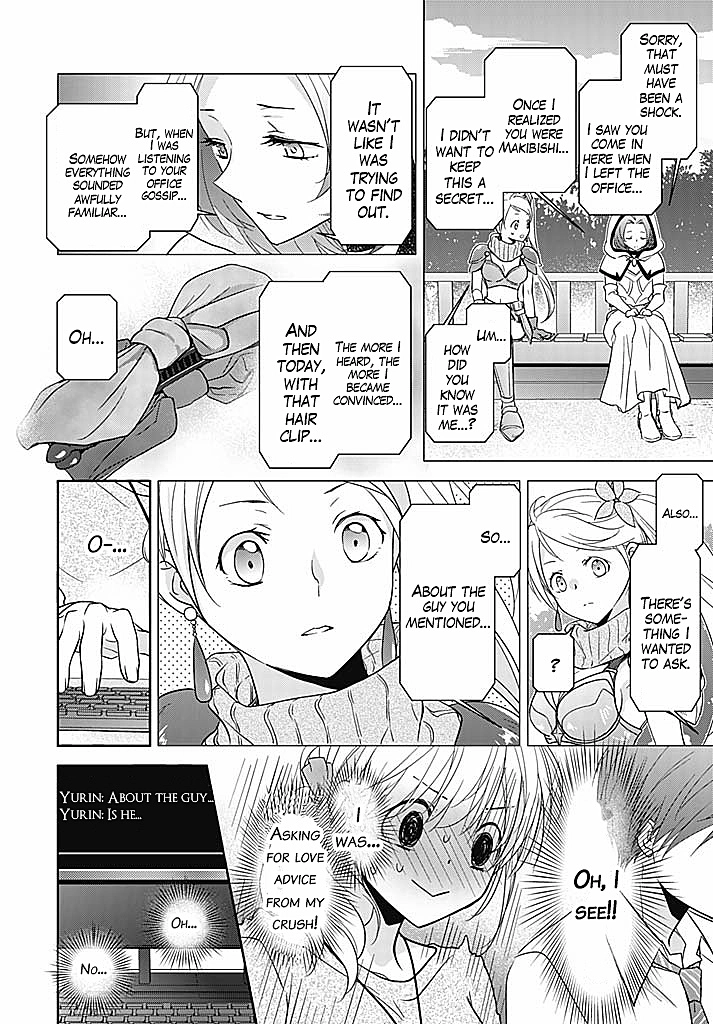 SORRY,
THAT
MUST
HAVE
BEEN A
SHOCK.
I SAW YOU
COME
IN HERE
WHEN I
LEFT THE
OFFICE...
ONCE I
REALIZED
YOU WERE
MAKIBISHI...
I DIDN'T
WANT TO
KEEP
THIS A
SECRET...
UM...
HOW
DID
YOU
KNOW
IT WAS
ME...?
IT
WASN'T
LIKE I
WAS
TRYING
TO FIND
OUT.
BUT, WHEN
I WAS
LISTENING
TO YOUR
OFFICE
GOSSIP...
SOMEHOW
EVERYTHING
SOUNDED
AWFULLY
FAMILIAR...
THE MORE I
HEARD, THE
MORE I
BECAME
CONVINCED...
AND
THEN
TODAY,
WITH
THAT
HAIR
CLIP...
OH...
ALSO...
THERE'S
SOME-
THING I
WANTED
TO ASK.
?
SO...
ABOUT THE
GUY YOU
MENTIONED...
O-...
OH, I
SEE!!
I
WAS...
ASKING
FOR LOVE
ADVICE
FROM MY
CRUSH!
YURIN: ABOUT THE GUY...
YURIN: IS HE...
OH...
NO...